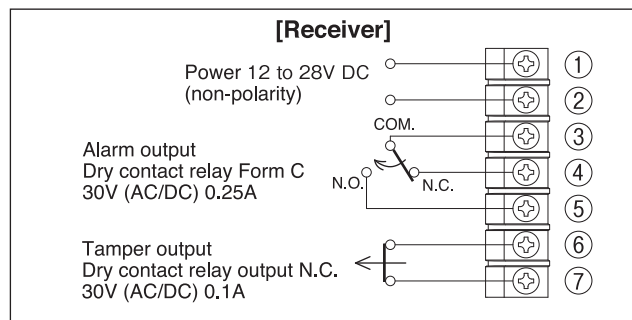 [Receiver]
Power 12 to 28V DC
(non-polarity)
COM.
Alarm output
Dry contact relay Form C
30V (AC/DC) 0.25A
N.O.
N.C.
Tamper output
Dry contact relay output N.C.
30V (AC/DC) 0.1A
①
②
③
④
⑤
⑥
⑦